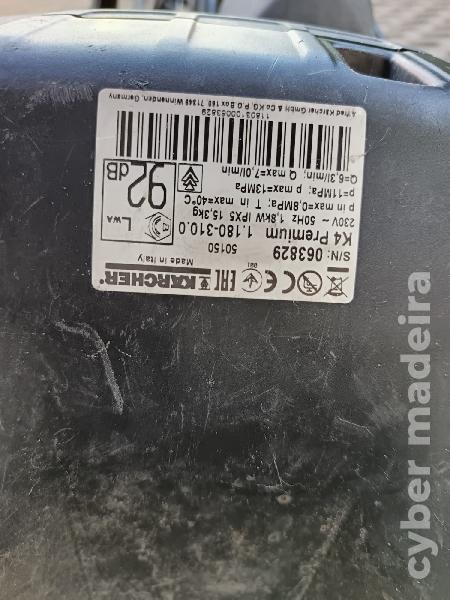 KÄRCHER
Made in Italy
50150
S/N: 063829
K4 Premium 1.180-310.0
230V ~ 50Hz 1,8kW IPX5 15,3kg
p in max=0,8MPa; T in max=40°C
p=11MPa; p max=13MPa
Q=6,3l/min; Q max=7,0l/min
LWA
92
dB
11803100063829
Alfred Kärcher GmbH & Co KG, P.O.Box 160 71349 Winnenden, Germany
cyber madeira